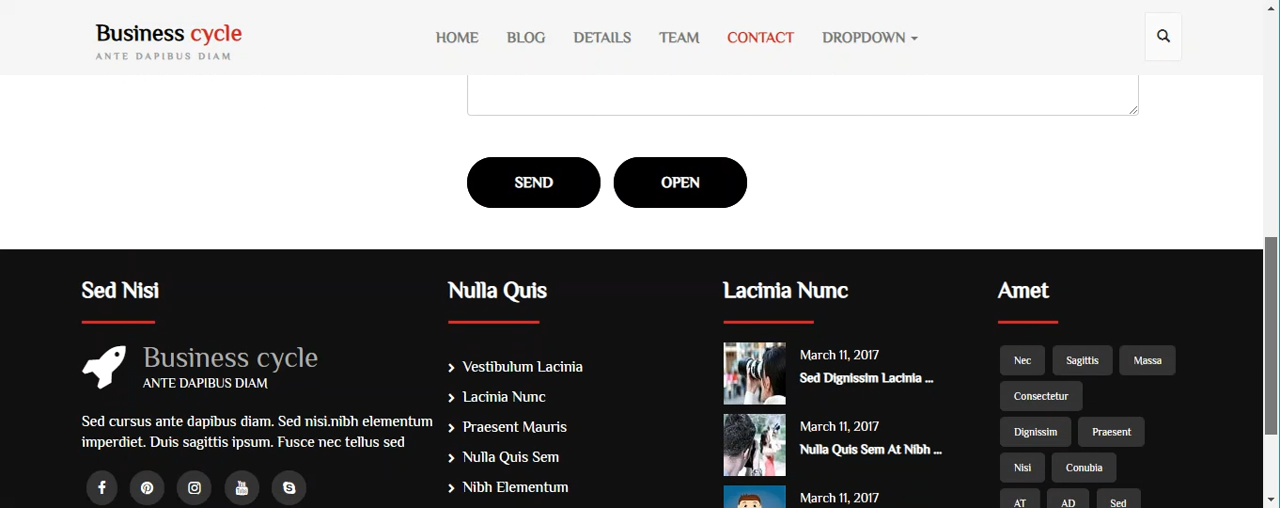 Business cycle
ANTE DAPIBUS DIAM
HOME BLOG DETAILS TEAM CONTACT DROPDOWN
SEND OPEN
Sed Nisi
Business cycle
ANTE DAPIBUS DIAM
Sed cursus ante dapibus diam. Sed nisi.nibh elementum
imperdiet. Duis sagittis ipsum. Fusce nec tellus sed
Nulla Quis
Vestibulum Lacinia
Lacinia Nunc
Praesent Mauris
Nulla Quis Sem
Nibh Elementum
Lacinia Nunc
March 11, 2017
Sed Dignissim Lacinia ...
March 11, 2017
Nulla Quis Sem At Nibh ...
March 11, 2017
Amet
Nec Sagittis Massa
Consectetur
Dignissim Praesent
Nisi Conubia
AT AD Sed